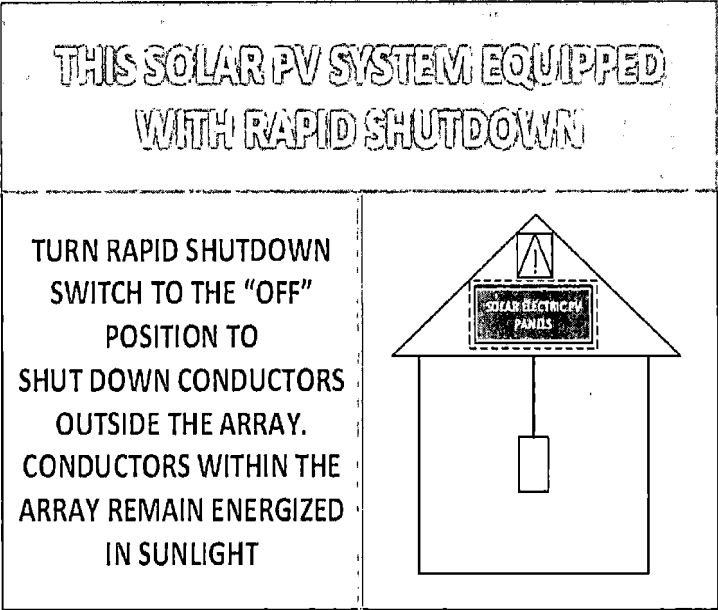 THIS SOLAR PV SYSTEM EQUIPPED
WITH RAPID SHUTDOWN
TURN RAPID SHUTDOWN
SWITCH TO THE “OFF”
POSITION TO
SHUT DOWN CONDUCTORS
OUTSIDE THE ARRAY.
CONDUCTORS WITHIN THE
ARRAY REMAIN ENERGIZED
IN SUNLIGHT
!
SOLAR ELECTRIC PV
PANELS